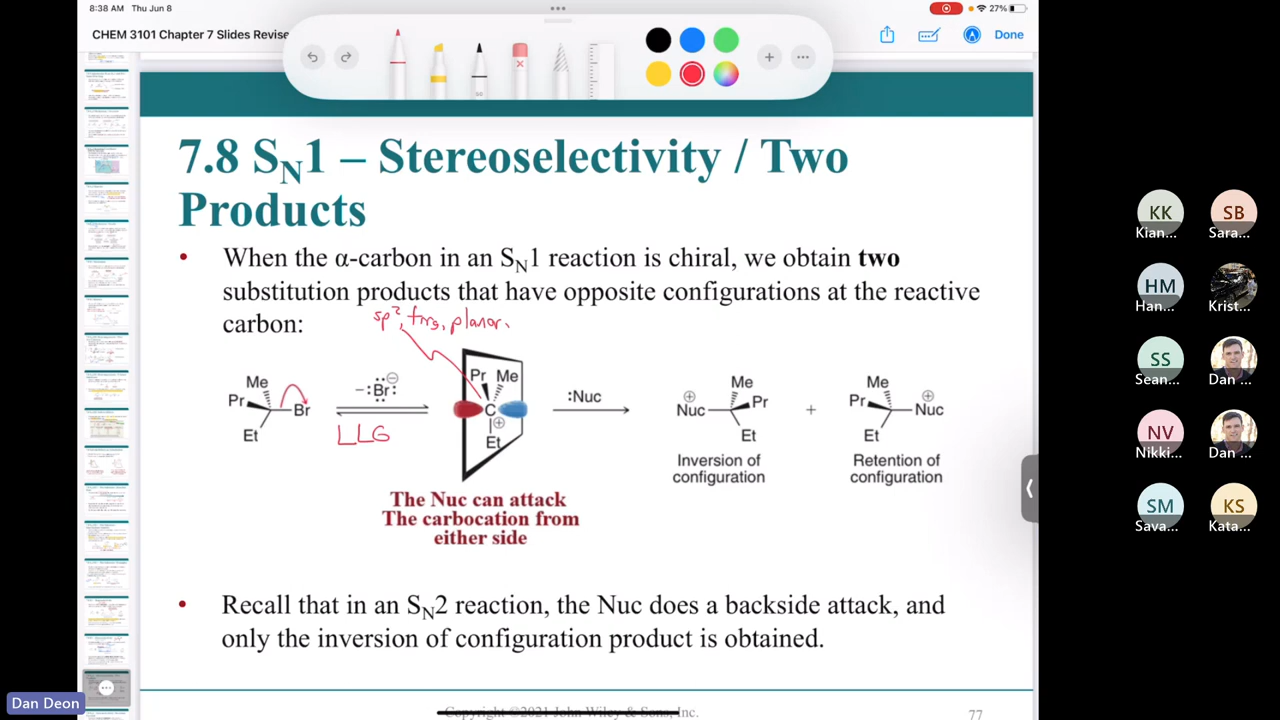 8:38 AM Thu Jun 8
27%
CHEM 3101 Chapter 7 Slides Revise
Done
7.8 SN1 – Stereoselectivity / Two
Products
• When the α-carbon in an SN1 reaction is chiral, we obtain two
substitution products that have opposite configurations at the reactive
carbon:
sp², trig, planar.
Me
Pr
Br
Et
– :Br: ⊖
LLG
Pr Me
C
⊕
Et
:Nuc
⊕
Nuc
Me
Pr
Et
+
Me
Pr
⊕
Nuc
Et
Inversion of
configuration
Retention of
configuration
The Nuc can attack
The carbocation from
either side
• Recall that in an SN2 reaction, the Nuc does a backside attack, and
only the inversion of configuration product is obtained.
Copyright ©2021 John Wiley & Sons, Inc.
77
KK
Kian...
SB
Sara...
HM
Han...
Krist...
SS
Sean...
Dan ...
NV
Nikki...
Dan ...
SM
Sava...
KS
Kata...
Dan Deon